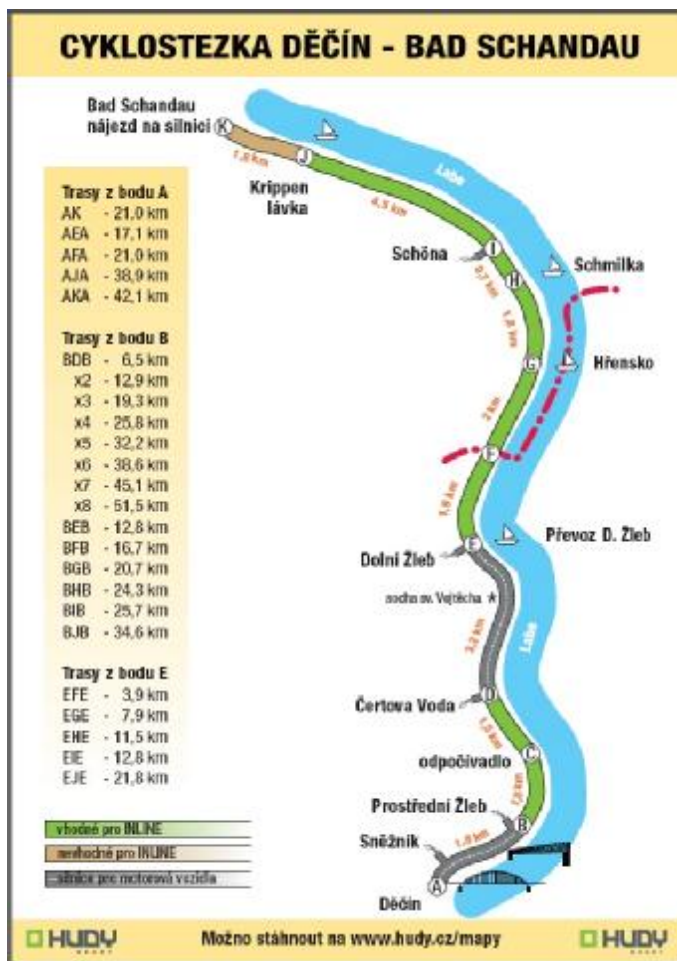 CYKLOSTEZKA DĚČÍN - BAD SCHANDAU
Bad Schandau
nájezd na silnici
K
J
Krippen
lávka
4,5 km
Labe
I
Schöna
H
0,7 km
Schmilka
G
Hřensko
2 km
F
E
Převoz D. Žleb
Dolní Žleb
socha sv. Vojtěcha
3,2 km
Labe
D
Čertova Voda
C
odpočívadlo
Prostřední Žleb
B
Sněžník
A
Děčín
Trasy z bodu A
AK - 21,0 km
AEA - 17,1 km
AFA - 21,0 km
AJA - 38,9 km
AKA - 42,1 km
Trasy z bodu B
BDB - 6,5 km
x2 - 12,9 km
x3 - 19,3 km
x4 - 25,8 km
x5 - 32,2 km
x6 - 38,6 km
x7 - 45,1 km
x8 - 51,5 km
BEB - 12,8 km
BFB - 16,7 km
BGB - 20,7 km
BHB - 24,3 km
BIB - 25,7 km
BJB - 34,6 km
Trasy z bodu E
EFE - 3,9 km
EGE - 7,9 km
EHE - 11,5 km
EIE - 12,8 km
EJE - 21,8 km
vhodné pro INLINE
nevhodné pro INLINE
silnice pro motorová vozidla
HUDY
Možno stáhnout na www.hudy.cz/mapy
HUDY